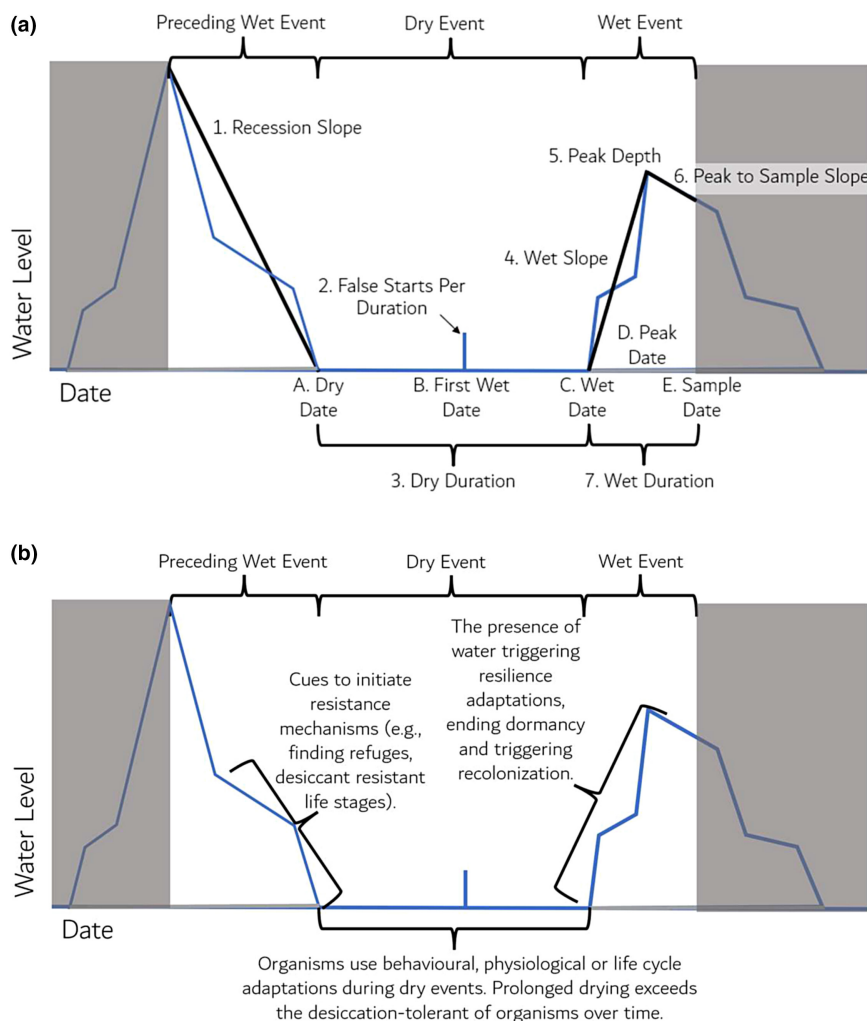 (a)
Preceding Wet Event
Dry Event
Wet Event
1. Recession Slope
5. Peak Depth
6. Peak to Sample Slope
4. Wet Slope
2. False Starts Per
Duration
D. Peak
Date
Water Level
Date
A. Dry
Date
B. First Wet
Date
C. Wet
Date
E. Sample
Date
3. Dry Duration
7. Wet Duration
(b)
Preceding Wet Event
Dry Event
Wet Event
Cues to initiate
resistance
mechanisms (e.g.,
finding refuges,
desiccant resistant
life stages).
The presence of
water triggering
resilience
adaptations,
ending dormancy
and triggering
recolonization.
Water Level
Date
Organisms use behavioural, physiological or life cycle
adaptations during dry events. Prolonged drying exceeds
the desiccation-tolerant of organisms over time.